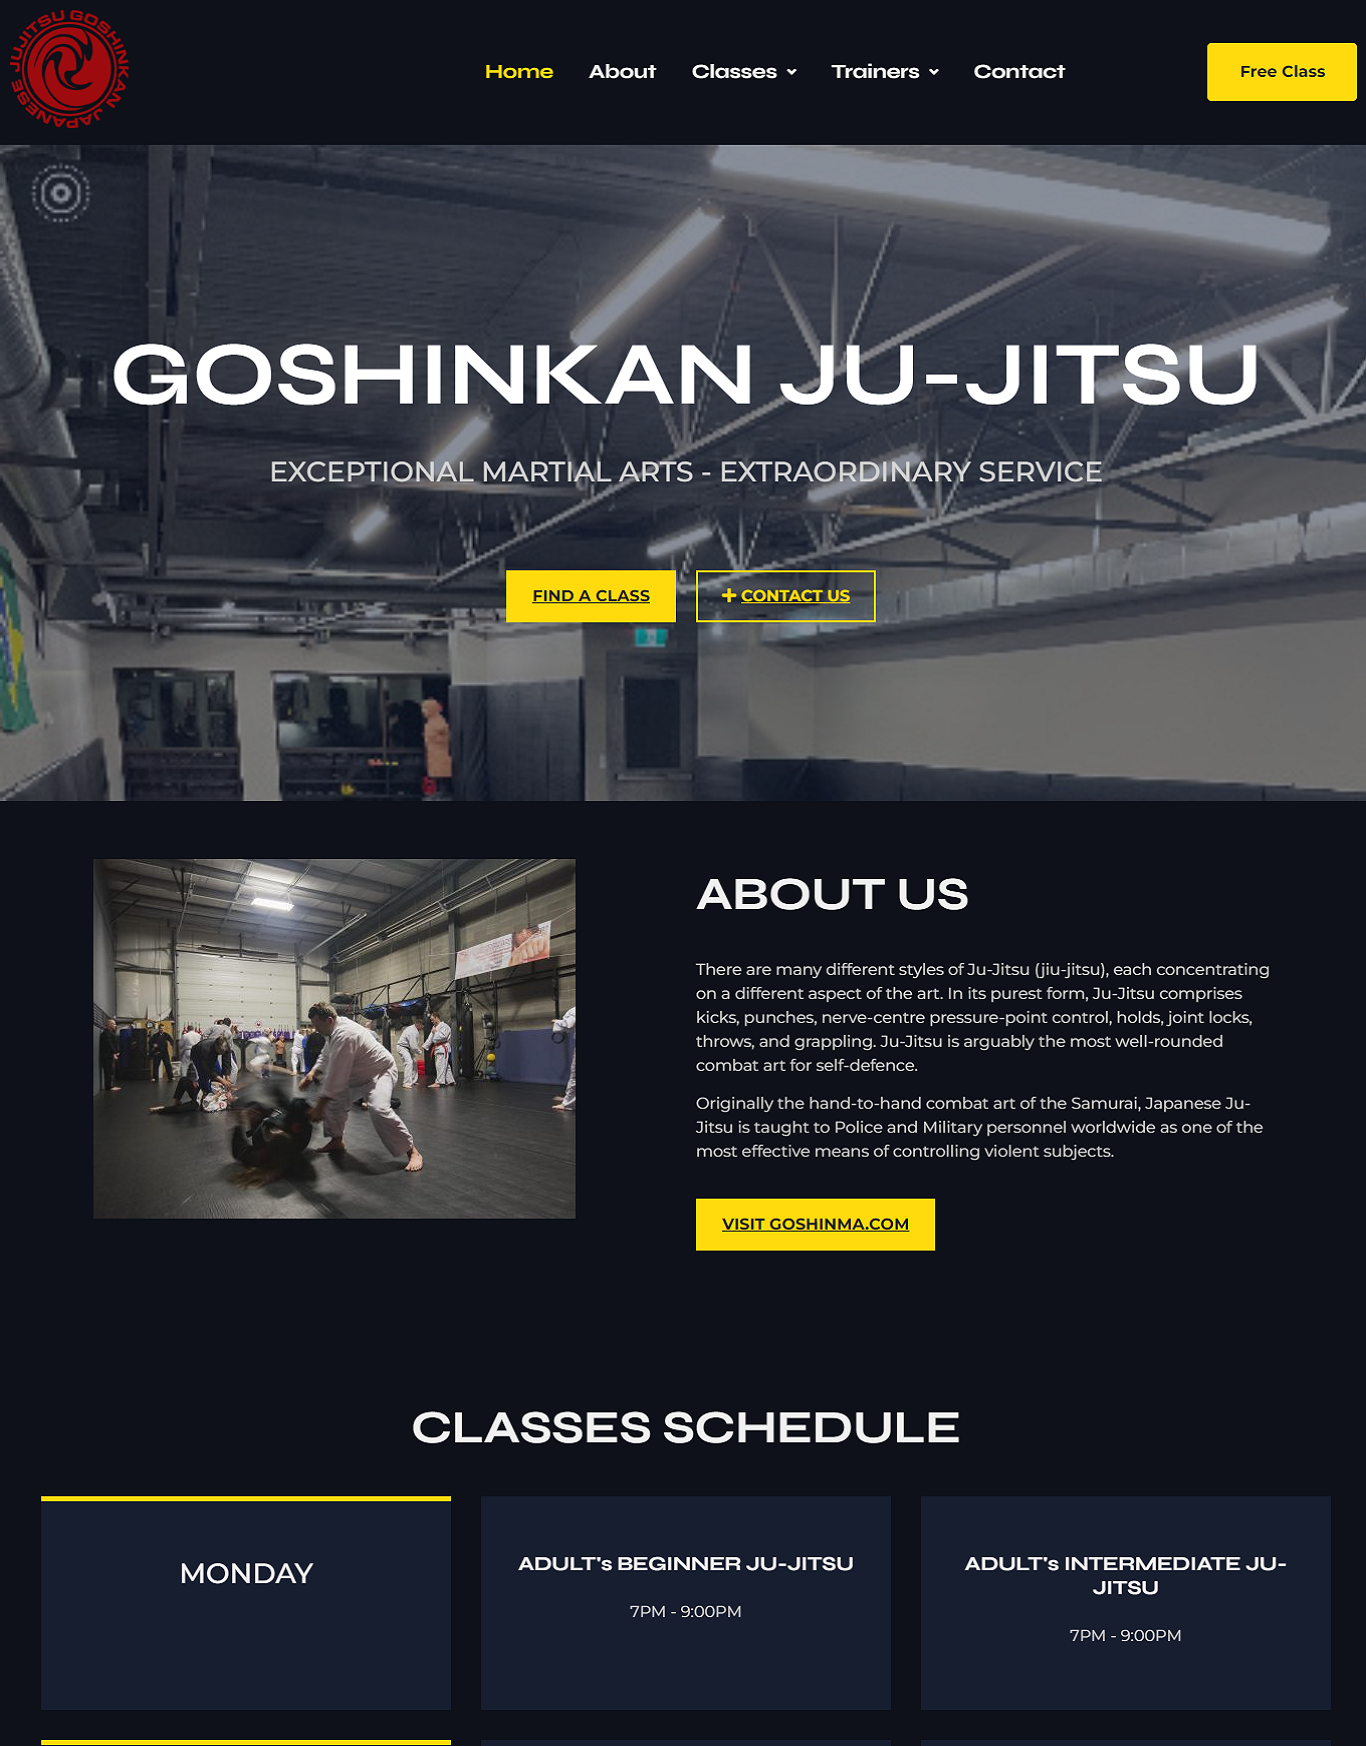 JUJITSU GOSHINKAN JAPANESE
Home
About
Classes
Trainers
Contact
Free Class
GOSHINKAN JU-JITSU
EXCEPTIONAL MARTIAL ARTS - EXTRAORDINARY SERVICE
FIND A CLASS
CONTACT US
ABOUT US
There are many different styles of Ju-Jitsu (jiu-jitsu), each concentrating
on a different aspect of the art. In its purest form, Ju-Jitsu comprises
kicks, punches, nerve-centre pressure-point control, holds, joint locks,
throws, and grappling. Ju-Jitsu is arguably the most well-rounded
combat art for self-defence.
Originally the hand-to-hand combat art of the Samurai, Japanese Ju-
Jitsu is taught to Police and Military personnel worldwide as one of the
most effective means of controlling violent subjects.
VISIT GOSHINMA.COM
CLASSES SCHEDULE
MONDAY
ADULT's BEGINNER JU-JITSU
7PM - 9:00PM
ADULT's INTERMEDIATE JU-
JITSU
7PM - 9:00PM